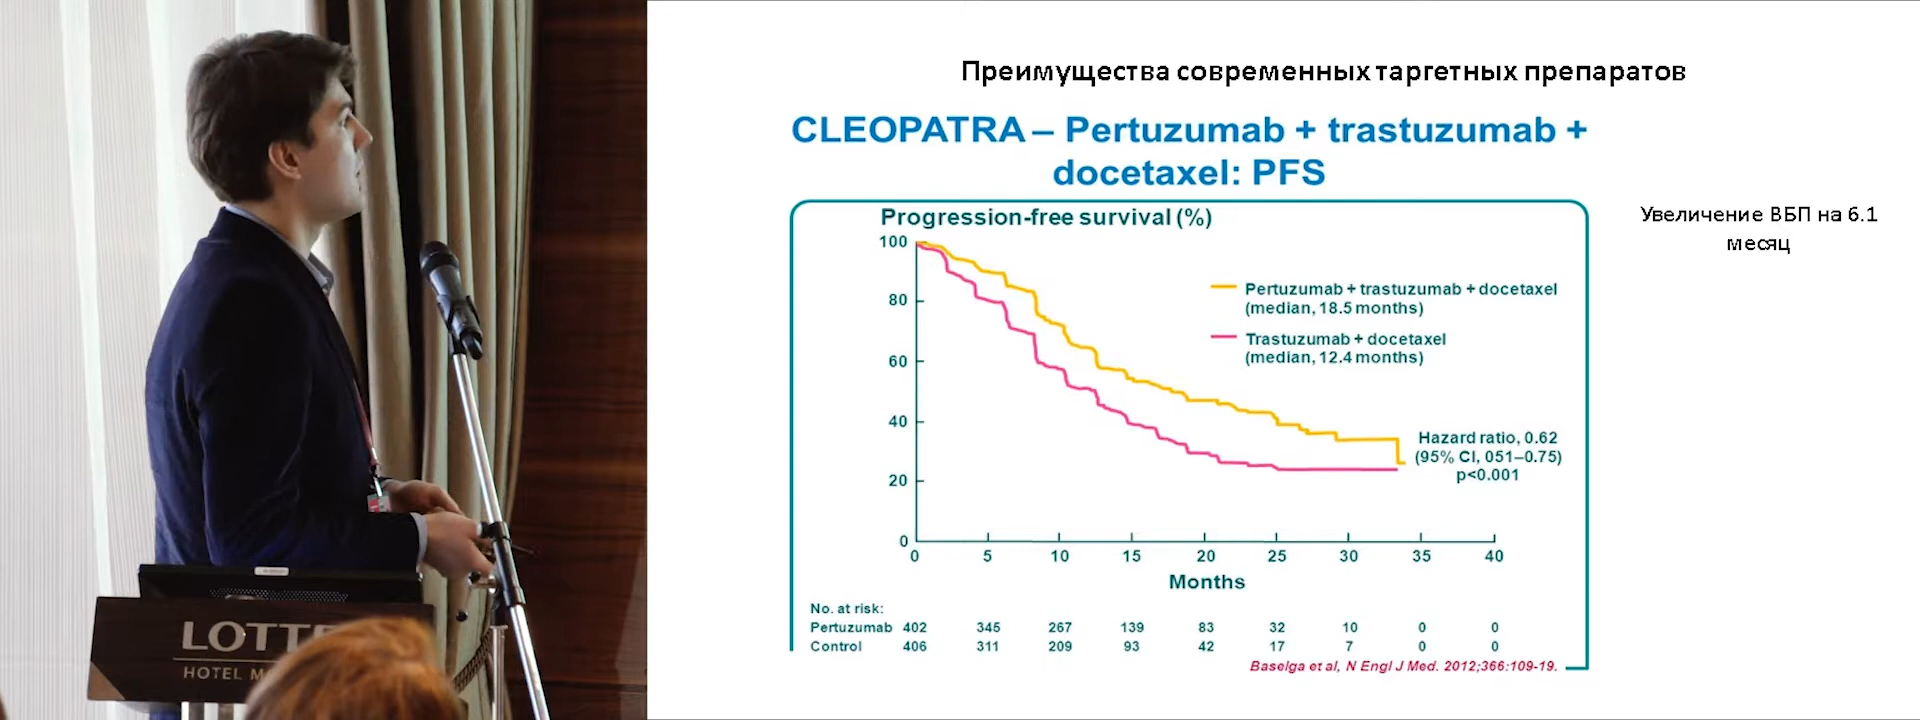 Преимущества современных таргетных препаратов
CLEOPATRA – Pertuzumab + trastuzumab +
docetaxel: PFS
Увеличение ВБП на 6.1
месяц
Progression-free survival (%)
100
80
60
40
20
0
Pertuzumab + trastuzumab + docetaxel
(median, 18.5 months)
Trastuzumab + docetaxel
(median, 12.4 months)
Hazard ratio, 0.62
(95% CI, 051–0.75)
p<0.001
0 5 10 15 20 25 30 35 40
Months
No. at risk:
Pertuzumab 402 345 267 139 83 32 10 0 0
Control 406 311 209 93 42 17 7 0 0
Baselga et al, N Engl J Med. 2012;366:109-19.
LOTTE
HOTEL